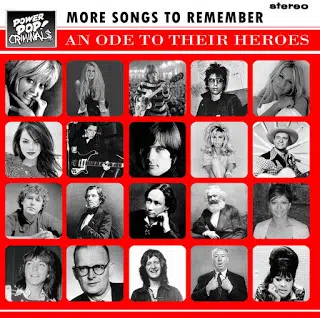 stereo
POWER
POP!
CRIMINALS
MORE SONGS TO REMEMBER
AN ODE TO THEIR HEROES